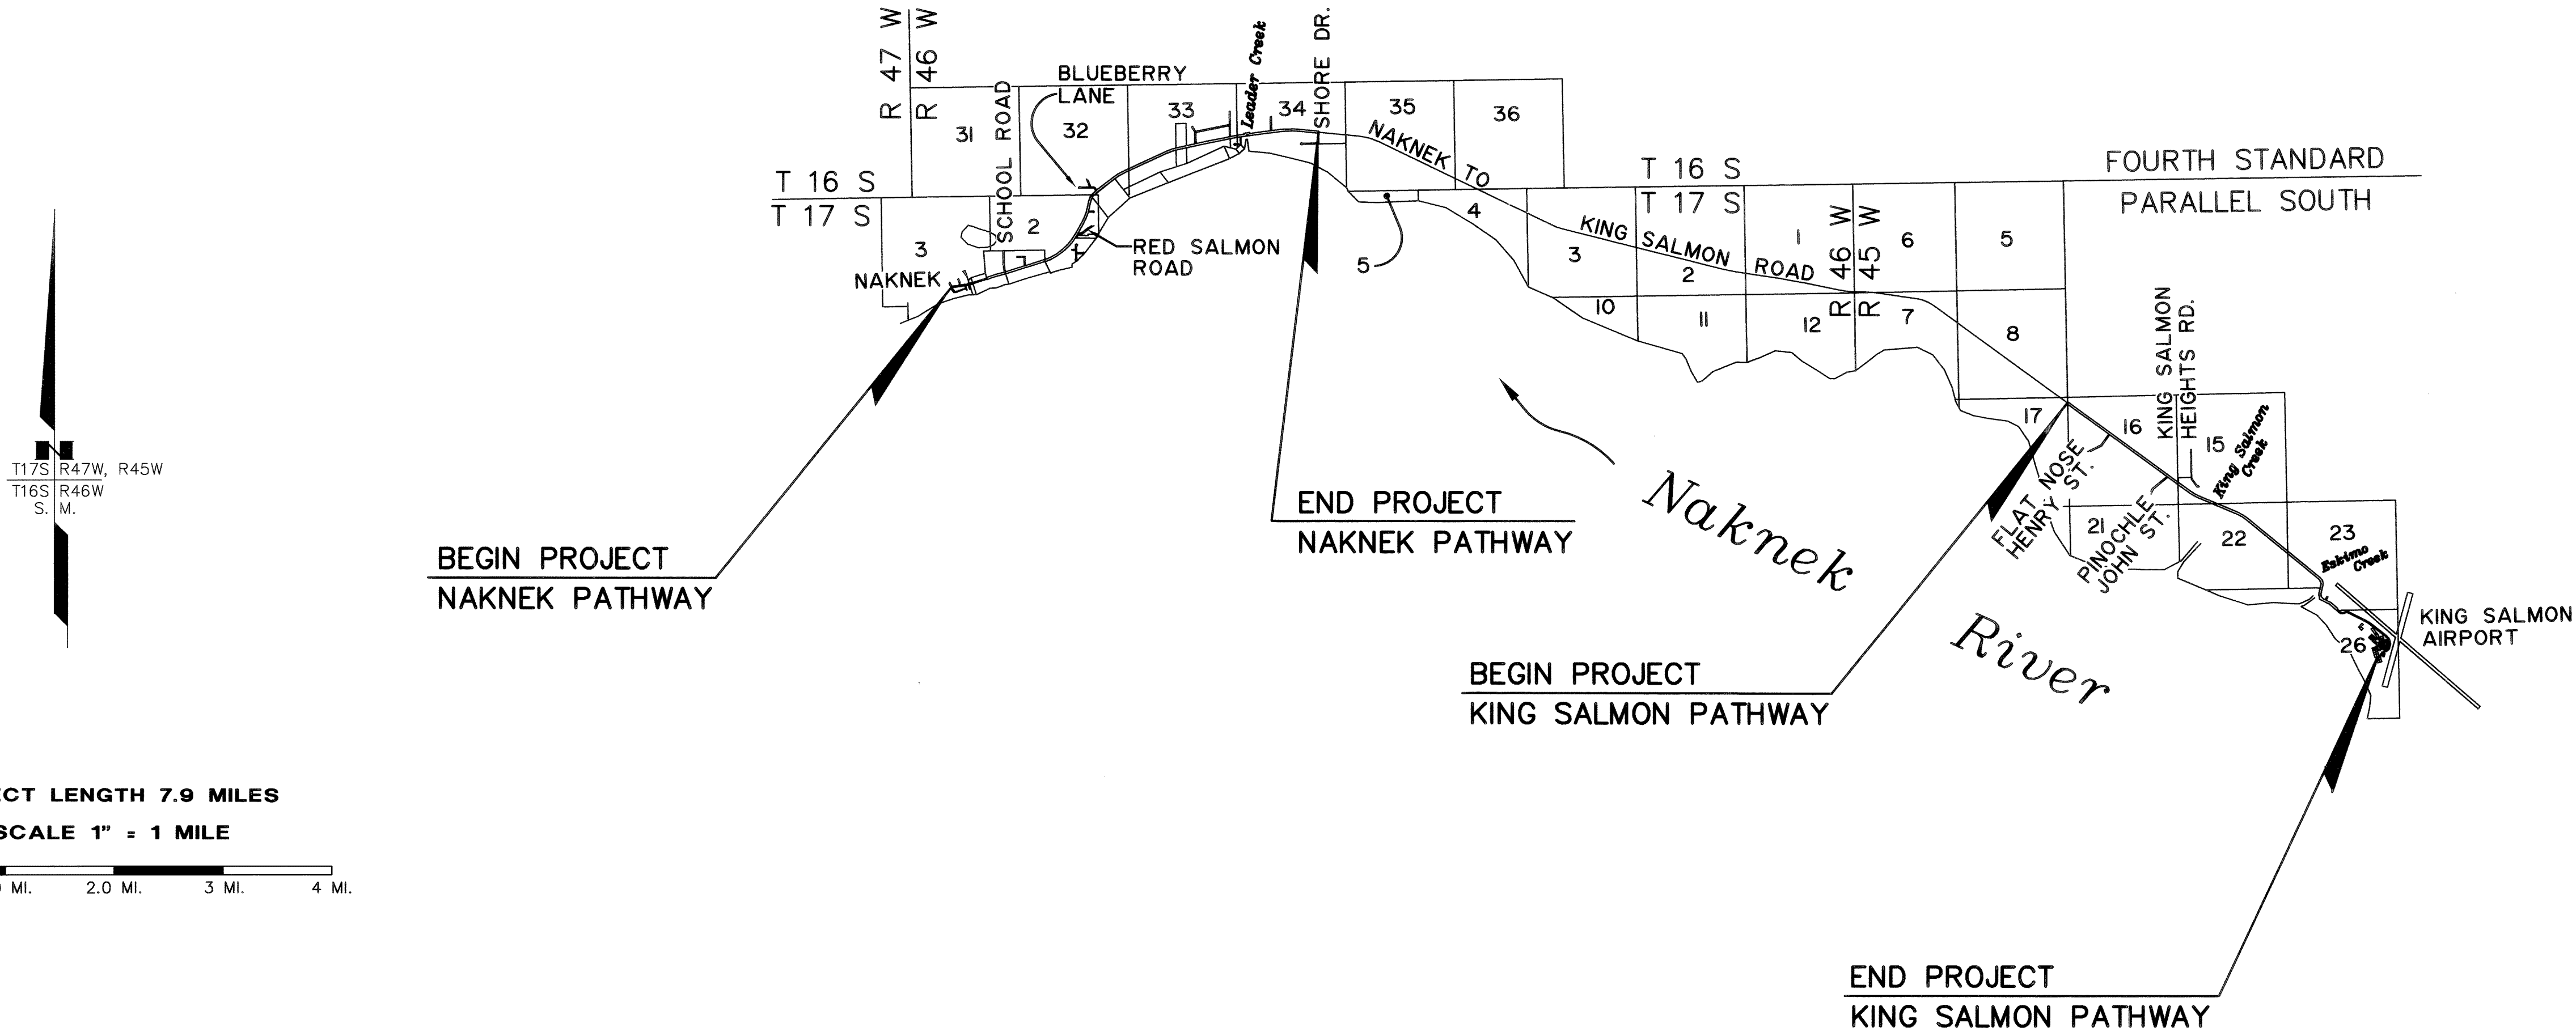 R 47 W
R 46 W
BLUEBERRY
LANE
SCHOOL ROAD
Leader Creek
SHORE DR.
31
32
33
34
35
36
T 16 S
T 17 S
3
2
NAKNEK
RED SALMON
ROAD
NAKNEK TO
KING SALMON ROAD
5
4
3
2
1
T 16 S
T 17 S
R 46 W
R 45 W
6
5
FOURTH STANDARD
PARALLEL SOUTH
10
11
12
7
8
KING SALMON
HEIGHTS RD.
17
16
15
King Salmon
Creek
FLAT NOSE
HENRY ST.
PINOCHLE
JOHN ST.
21
22
23
Eskimo
Creek
26
KING SALMON
AIRPORT
N
T17S R47W, R45W
T16S R46W
S. M.
BEGIN PROJECT
NAKNEK PATHWAY
END PROJECT
NAKNEK PATHWAY
Naknek
River
BEGIN PROJECT
KING SALMON PATHWAY
END PROJECT
KING SALMON PATHWAY
ECT LENGTH 7.9 MILES
SCALE 1" = 1 MILE
MI.
2.0 MI.
3 MI.
4 MI.